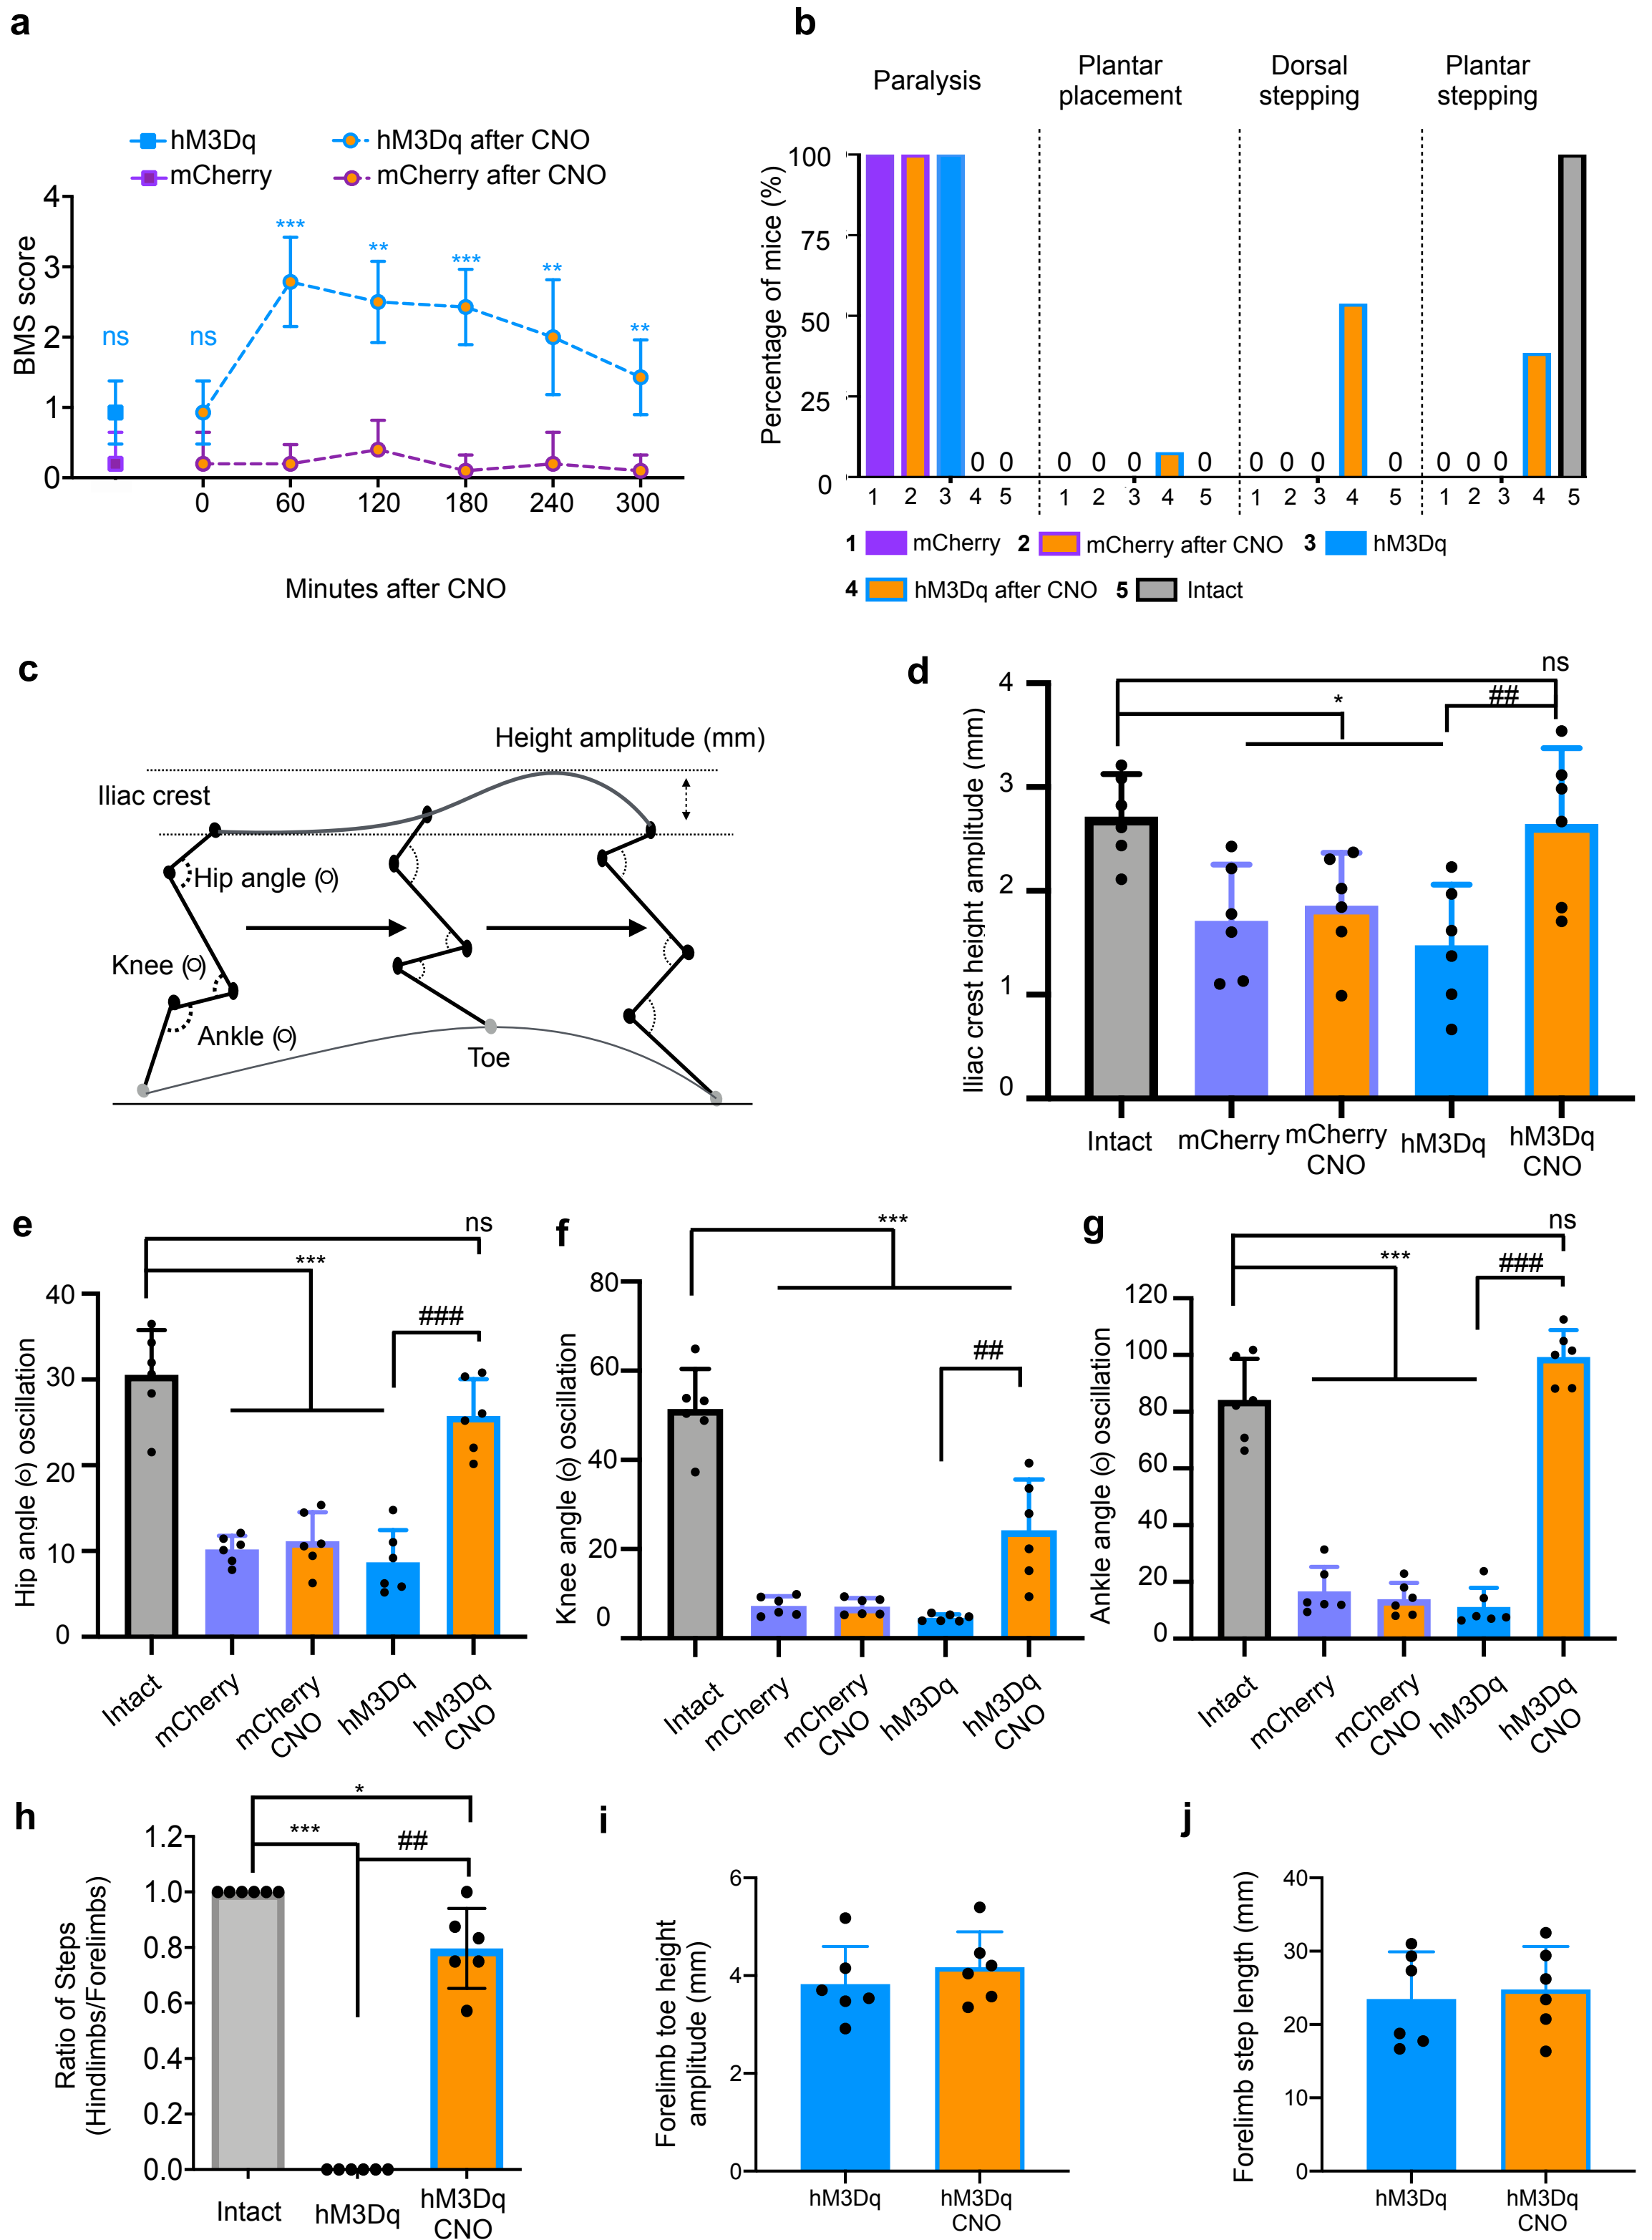 a
hM3Dq
hM3Dq after CNO
mCherry
mCherry after CNO
BMS score
4
3
2
1
0
ns
ns
***
**
***
**
**
0 60 120 180 240 300
Minutes after CNO
b
Paralysis
Plantar
placement
Dorsal
stepping
Plantar
stepping
Percentage of mice (%)
100
75
50
25
0
0 0 0 0 0 0 0 0 0 0 0 0 0
1 2 3 4 5 1 2 3 4 5 1 2 3 4 5 1 2 3 4 5
1 mCherry 2 mCherry after CNO 3 hM3Dq
4 hM3Dq after CNO 5 Intact
c
Height amplitude (mm)
Iliac crest
Hip angle (O)
Knee (O)
Ankle (O)
Toe
d
ns
*
##
Iliac crest height amplitude (mm)
4
3
2
1
0
Intact
mCherry
mCherry
CNO
hM3Dq
hM3Dq
CNO
e
ns
***
###
Hip angle (O) oscillation
40
30
20
10
0
Intact
mCherry
mCherry
CNO
hM3Dq
hM3Dq
CNO
f
***
##
Knee angle (O) oscillation
80
60
40
20
0
Intact
mCherry
mCherry
CNO
hM3Dq
hM3Dq
CNO
g
ns
***
###
Ankle angle (O) oscillation
120
100
80
60
40
20
0
Intact
mCherry
mCherry
CNO
hM3Dq
hM3Dq
CNO
h
*
***
##
Ratio of Steps
(Hindlimbs/Forelimbs)
1.2
1.0
0.8
0.6
0.4
0.2
0.0
Intact
hM3Dq
hM3Dq
CNO
i
Forelimb toe height
amplitude (mm)
6
4
2
0
hM3Dq
hM3Dq
CNO
j
Forelimb step length (mm)
40
30
20
10
0
hM3Dq
hM3Dq
CNO